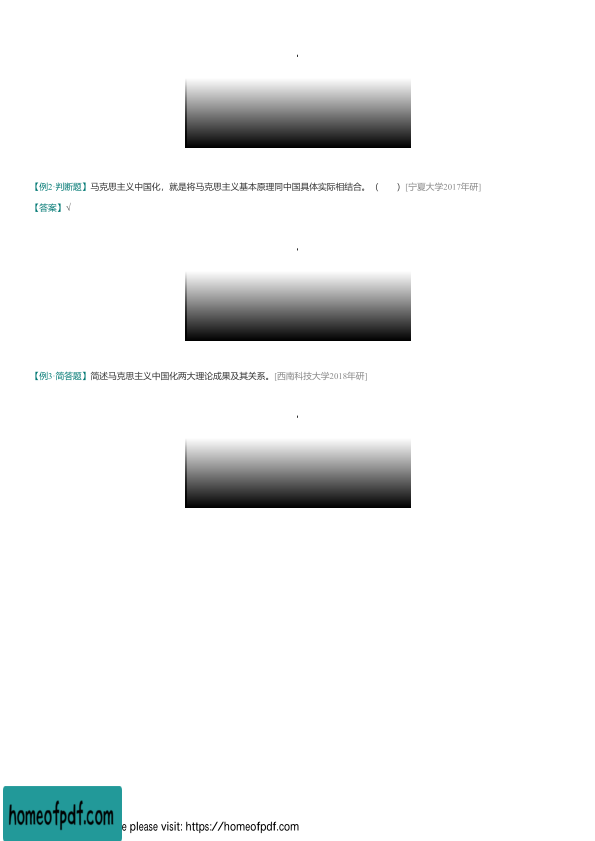 【例2·判断题】马克思主义中国化，就是将马克思主义基本原理同中国具体实际相结合。（　　）[宁夏大学2017年研]
【答案】√
【例3·简答题】简述马克思主义中国化两大理论成果及其关系。[西南科技大学2018年研]
homeofpdf.com
e please visit: https://homeofpdf.com